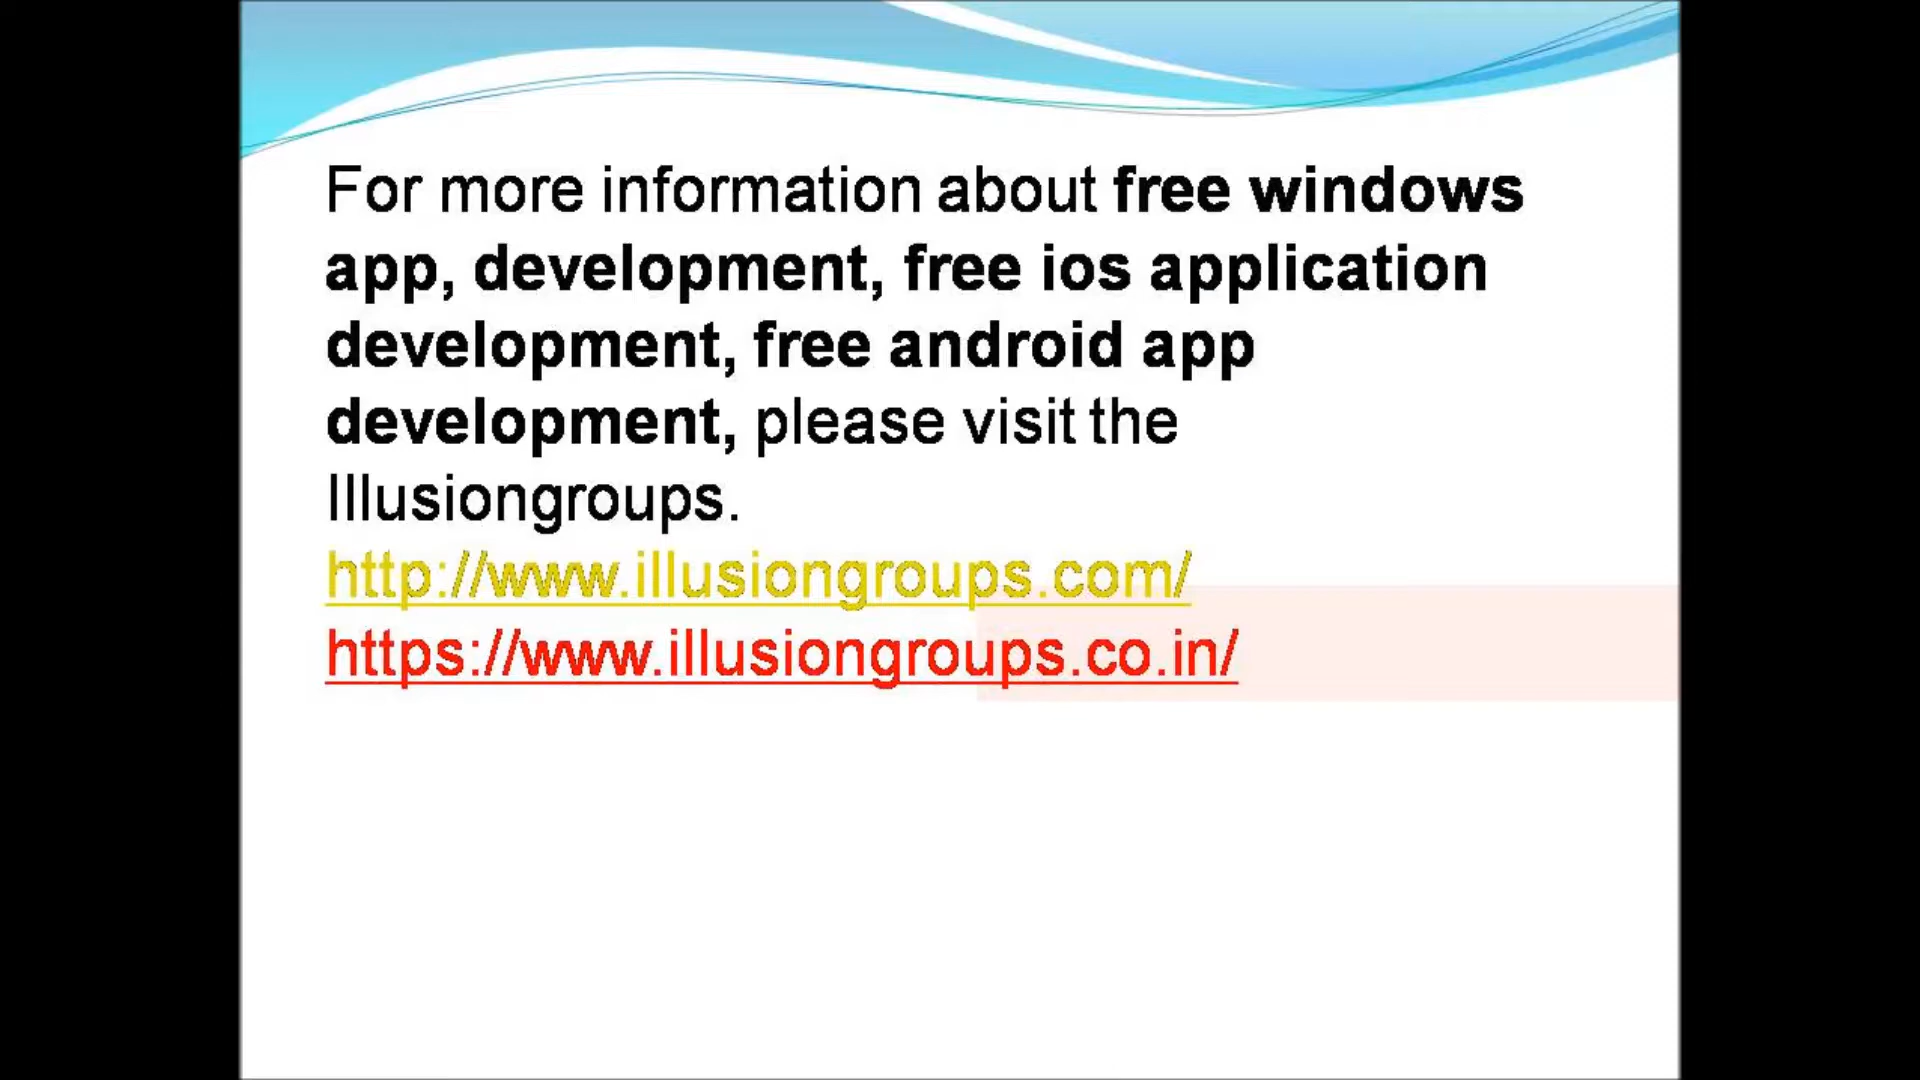 For more information about free windows
app, development, free ios application
development, free android app
development, please visit the
Illusiongroups.
http://www.illusiongroups.com/
https://www.illusiongroups.co.in/